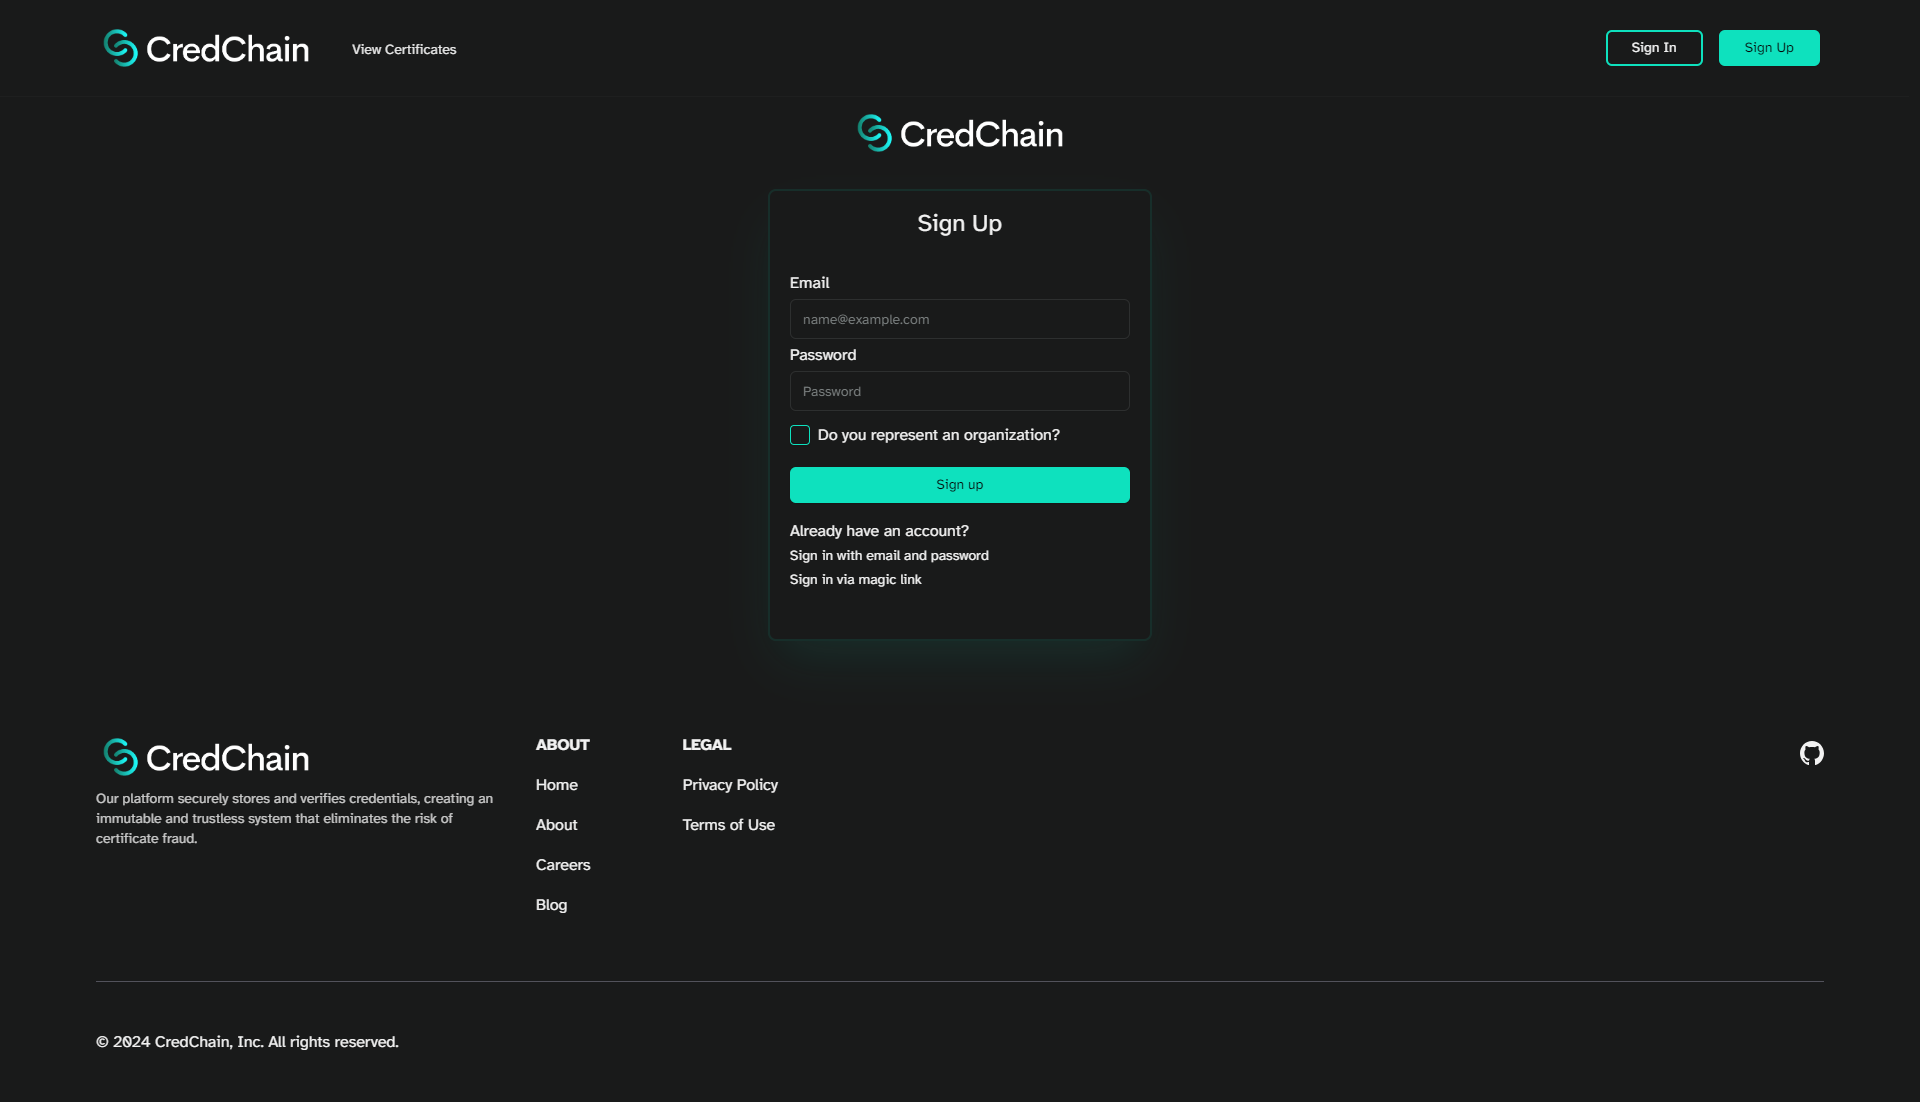 CredChain
View Certificates
Sign In
Sign Up
CredChain
Sign Up
Email
name@example.com
Password
Password
Do you represent an organization?
Sign up
Already have an account?
Sign in with email and password
Sign in via magic link
CredChain
Our platform securely stores and verifies credentials, creating an
immutable and trustless system that eliminates the risk of
certificate fraud.
ABOUT
Home
About
Careers
Blog
LEGAL
Privacy Policy
Terms of Use
© 2024 CredChain, Inc. All rights reserved.